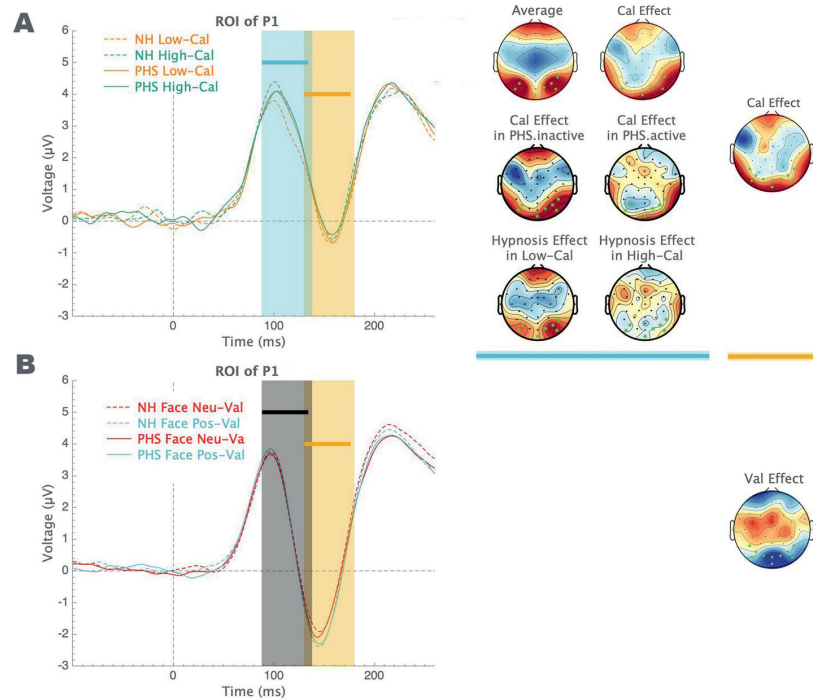 A
ROI of P1
NH Low-Cal
NH High-Cal
PHS Low-Cal
PHS High-Cal
Voltage (μV)
6
5
4
3
2
1
0
-1
-2
-3
0
100
200
Time (ms)
Average
Cal Effect
Cal Effect
in PHS.inactive
Cal Effect
in PHS.active
Hypnosis Effect
in Low-Cal
Hypnosis Effect
in High-Cal
Cal Effect
B
ROI of P1
NH Face Neu-Val
NH Face Pos-Val
PHS Face Neu-Va
PHS Face Pos-Val
Voltage (μV)
6
5
4
3
2
1
0
-1
-2
-3
0
100
200
Time (ms)
Val Effect